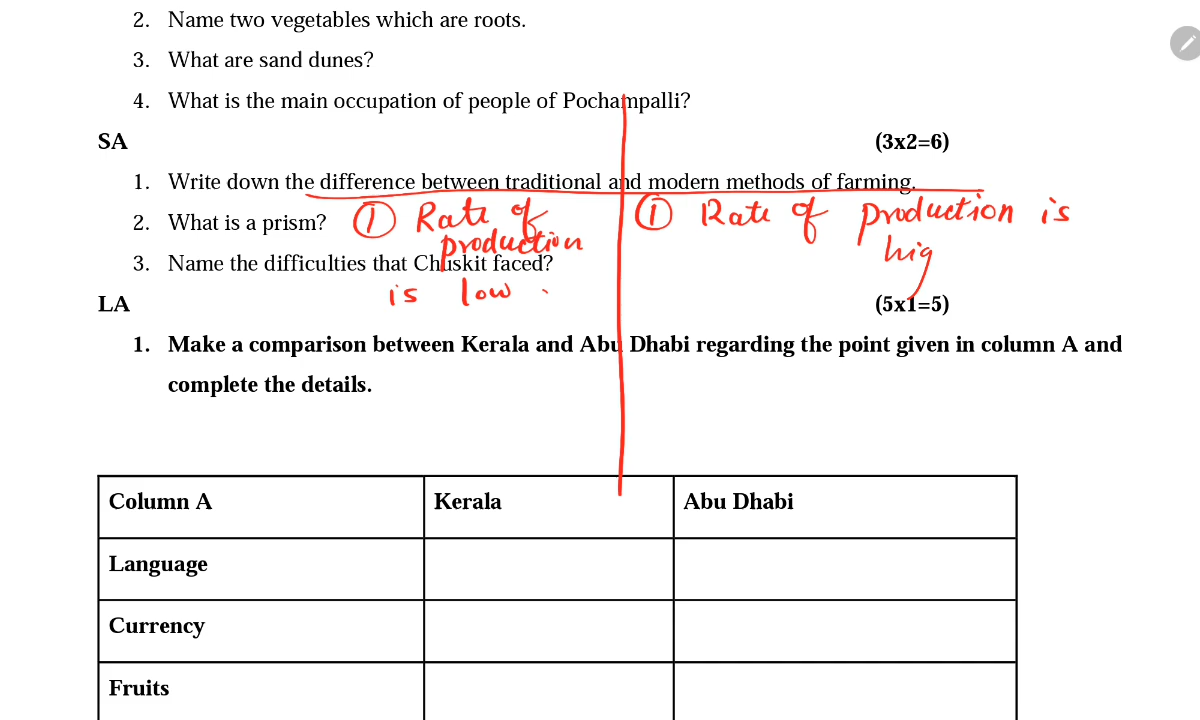 2. Name two vegetables which are roots.
3. What are sand dunes?
4. What is the main occupation of people of Pochampalli?
SA (3x2=6)
1. Write down the difference between traditional and modern methods of farming.
2. What is a prism?
① Rate of
production
is low.
① Rate of production is
hig
3. Name the difficulties that Chuskit faced?
LA (5x1=5)
1. Make a comparison between Kerala and Abu Dhabi regarding the point given in column A and
complete the details.
Column A Kerala Abu Dhabi
Language
Currency
Fruits